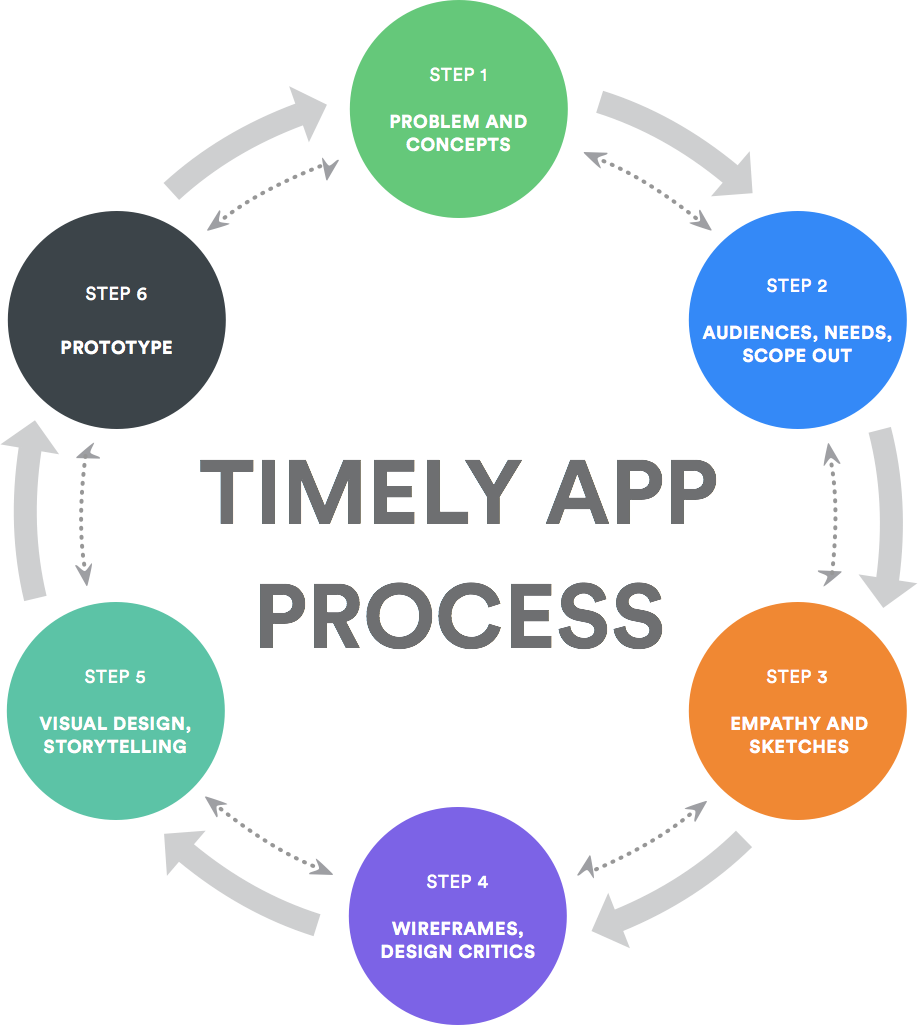 STEP 1
PROBLEM AND
CONCEPTS
STEP 2
AUDIENCES, NEEDS,
SCOPE OUT
STEP 3
EMPATHY AND
SKETCHES
STEP 4
WIREFRAMES,
DESIGN CRITICS
STEP 5
VISUAL DESIGN,
STORYTELLING
STEP 6
PROTOTYPE
TIMELY APP
PROCESS